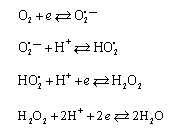 O₂ + e ⇌ O₂•−
O₂•− + H⁺ ⇌ HO₂•
HO₂• + H⁺ + e ⇌ H₂O₂
H₂O₂ + 2H⁺ + 2e ⇌ 2H₂O